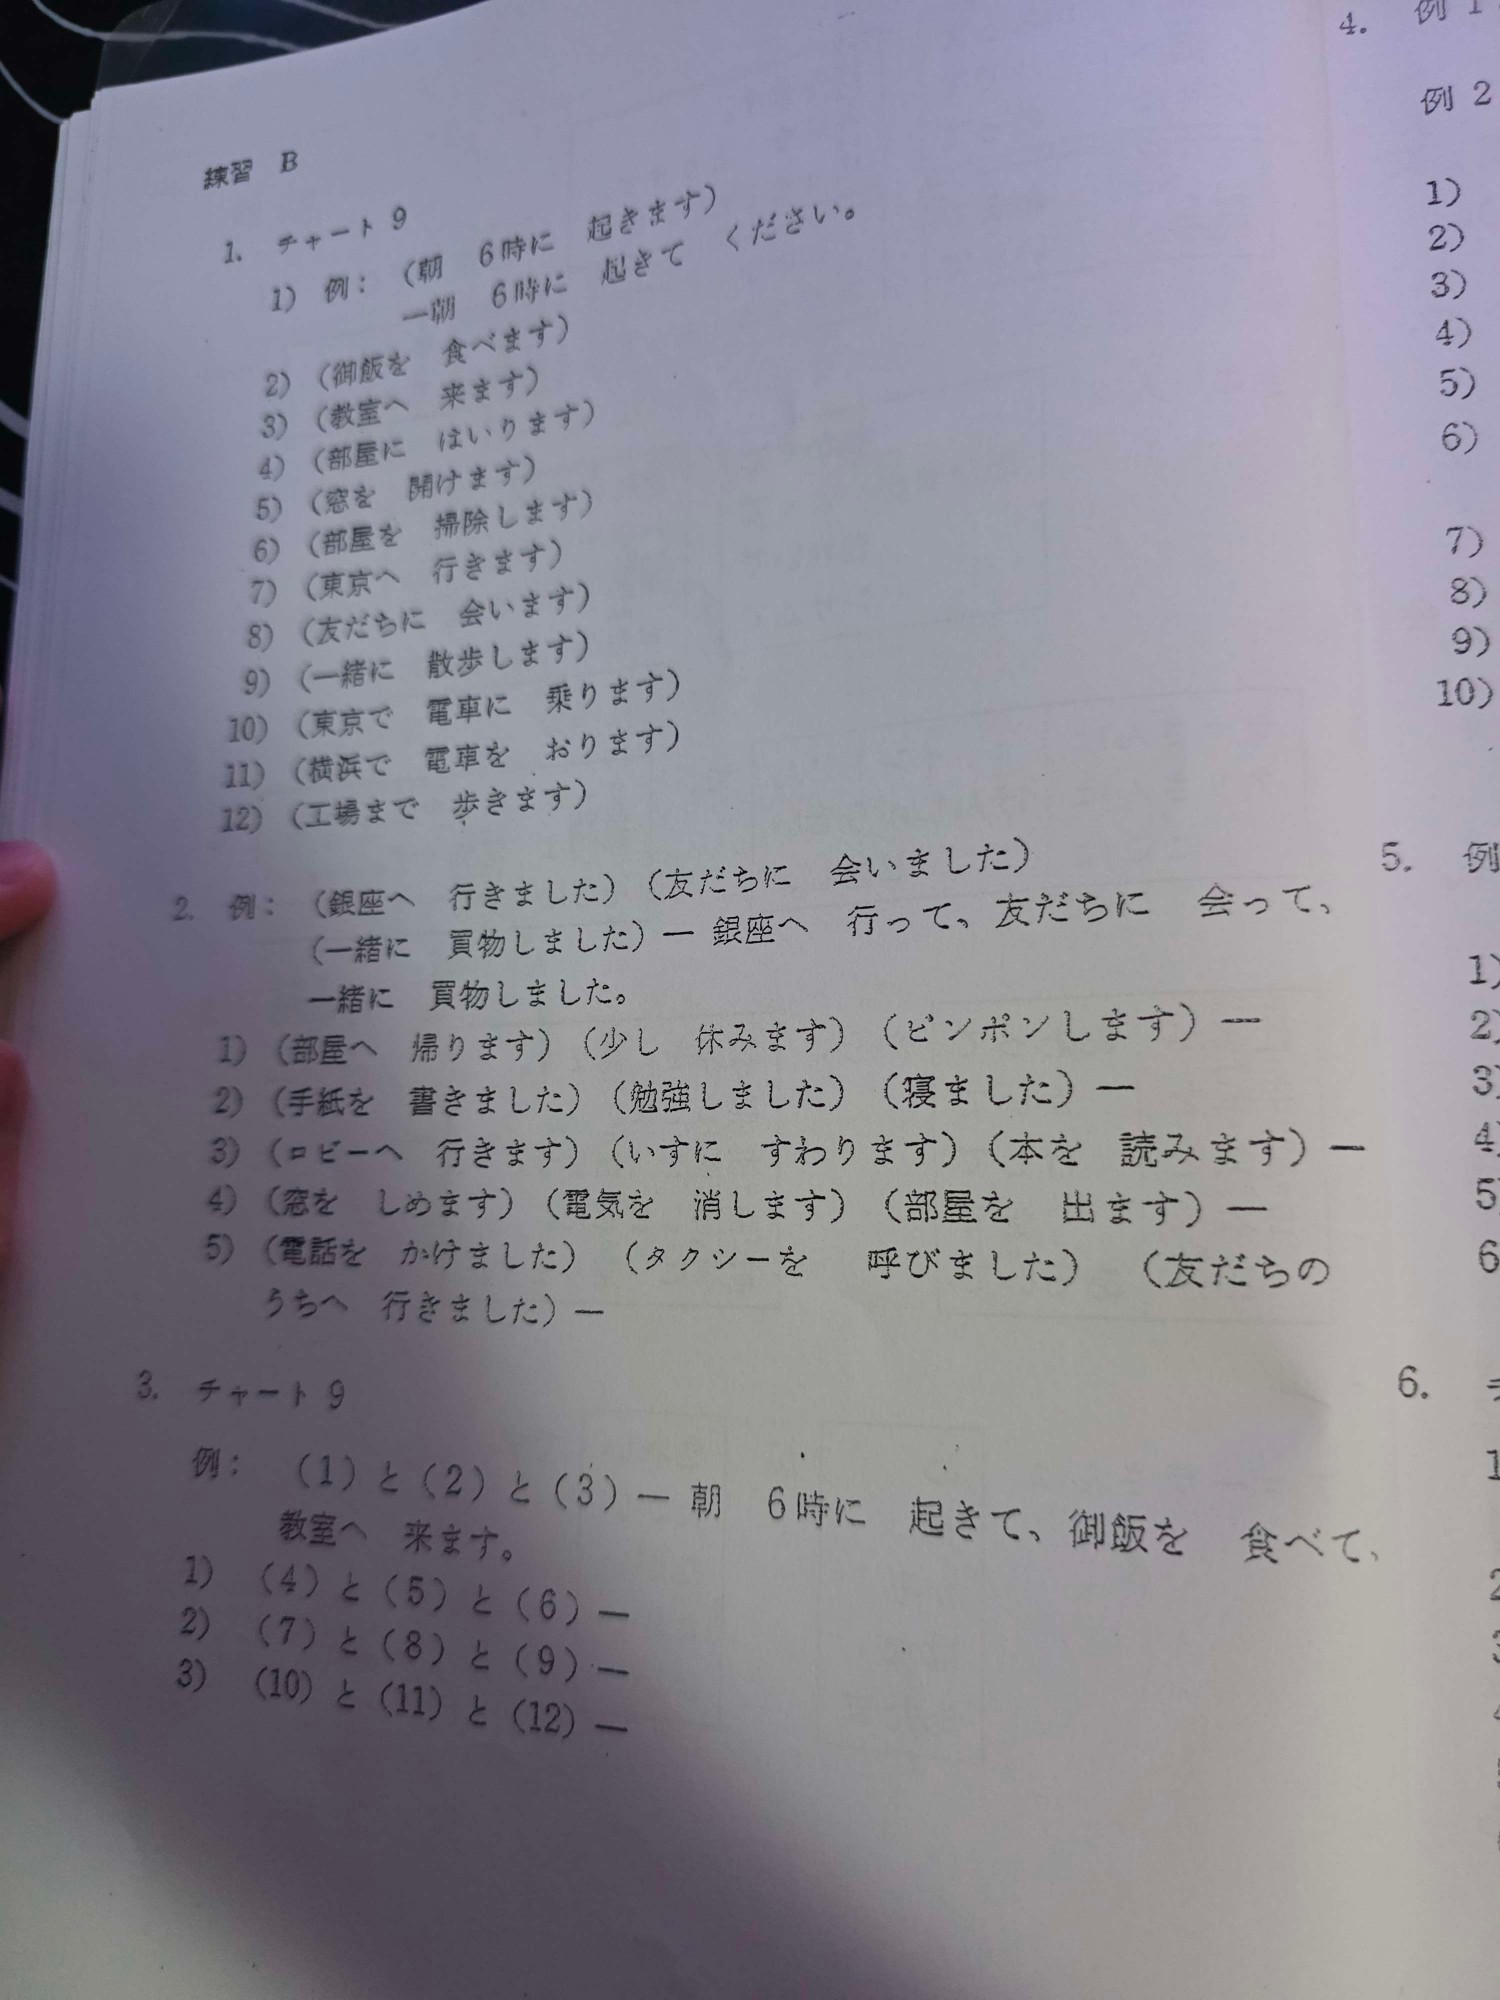 練習 B
1. チャート 9
1) 例： （朝 6時に 起きます）
―朝 6時に 起きて ください。
2) （御飯を 食べます）
3) （教室へ 来ます）
4) （部屋に はいります）
5) （窓を 開けます）
6) （部屋を 掃除します）
7) （東京へ 行きます）
8) （友だちに 会います）
9) （一緒に 散歩します）
10) （東京で 電車に 乗ります）
11) （横浜で 電車を おります）
12) （工場まで 歩きます）
2. 例： （銀座へ 行きました）（友だちに 会いました）
（一緒に 買物しました）― 銀座へ 行って、友だちに 会って、
一緒に 買物しました。
1) （部屋へ 帰ります）（少し 休みます）（ピンポンします）―
2) （手紙を 書きました）（勉強しました）（寝ました）―
3) （ロビーへ 行きます）（いすに すわります）（本を 読みます）―
4) （窓を しめます）（電気を 消します）（部屋を 出ます）―
5) （電話を かけました）（タクシーを 呼びました）（友だちの
うちへ 行きました）―
3. チャート 9
例： （1）と（2）と（3）― 朝 6時に 起きて、御飯を 食べて、
教室へ 来ます。
1) （4）と（5）と（6）―
2) （7）と（8）と（9）―
3) （10）と（11）と（12）―
4. 例 1
例 2
1)
2)
3)
4)
5)
6)
7)
8)
9)
10)
5. 例
1)
2)
3)
4)
5)
6
6.
1
2